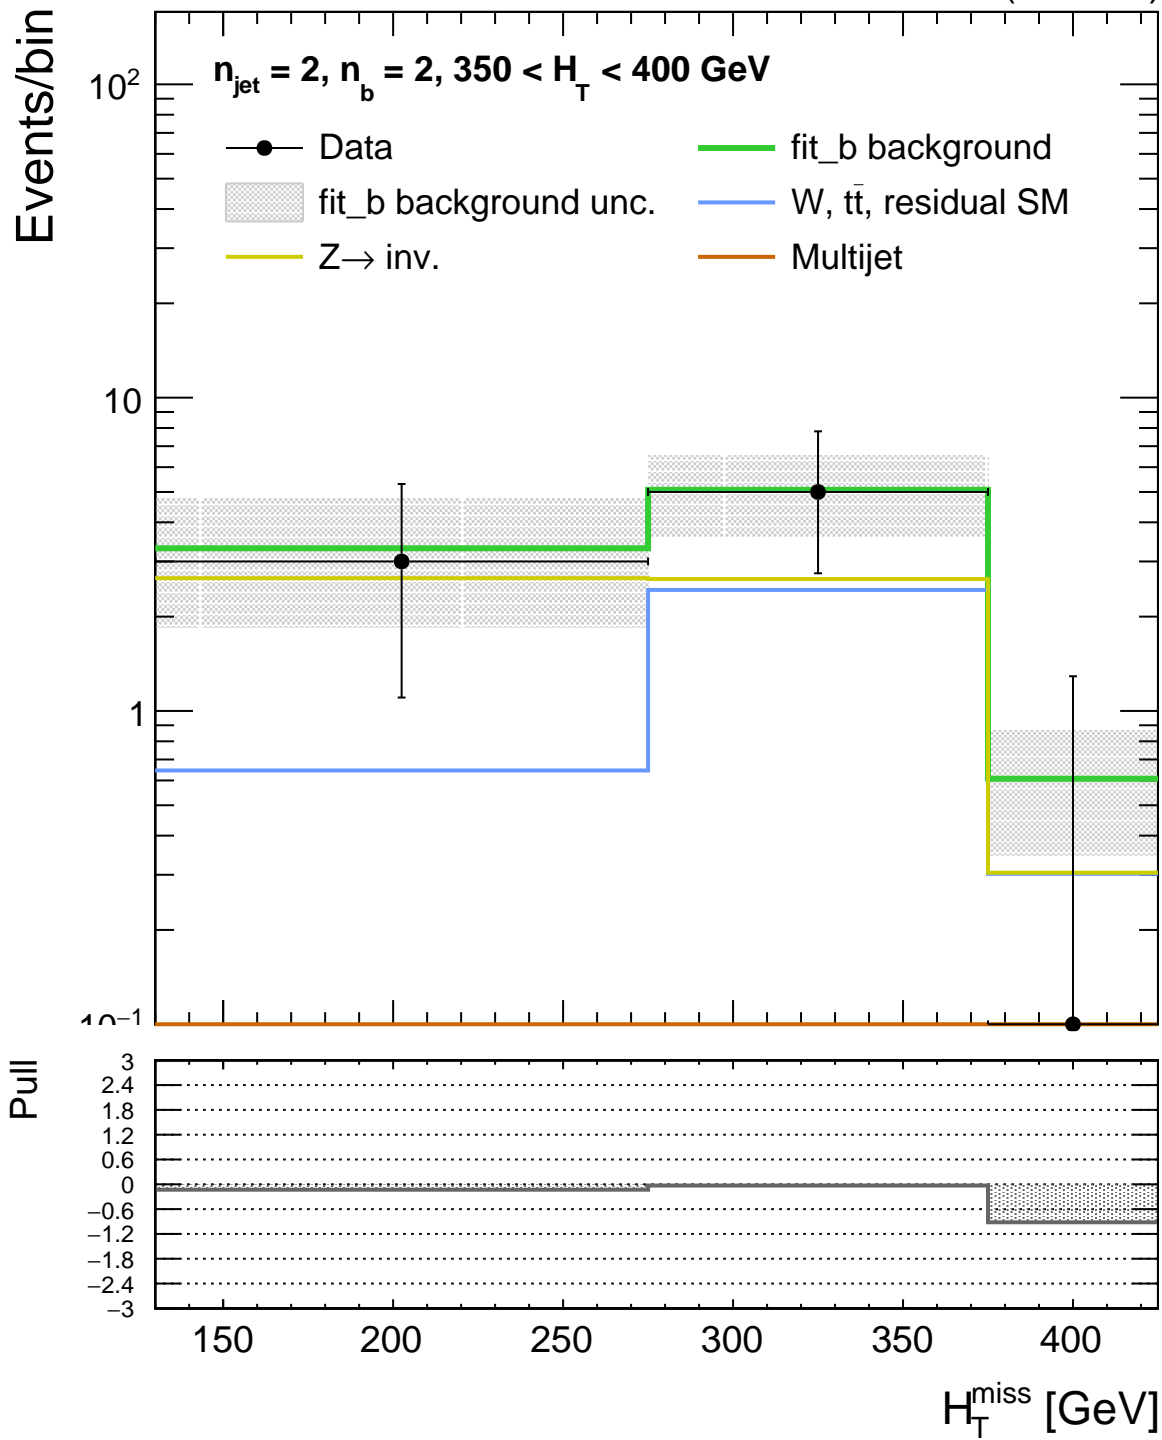 Events/bin
n_jet = 2, n_b = 2, 350 < H_T < 400 GeV
Data
fit_b background
fit_b background unc.
W, tt̄, residual SM
Z→ inv.
Multijet
10²
10
1
10⁻¹
Pull
3
2.4
1.8
1.2
0.6
0
−0.6
−1.2
−1.8
−2.4
−3
150 200 250 300 350 400
H_T^miss [GeV]